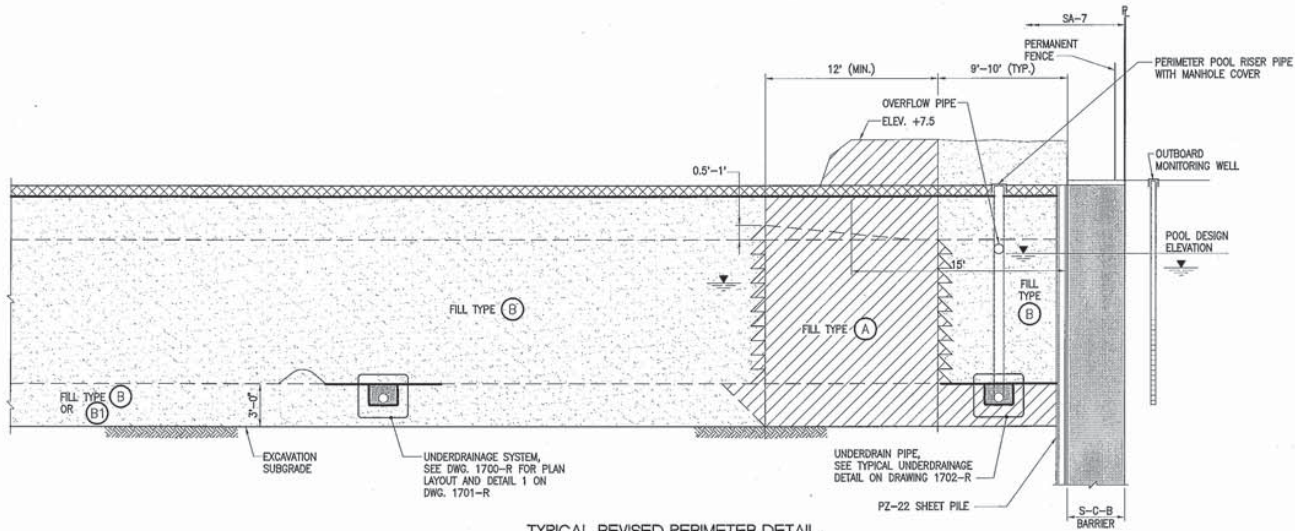 SA-7
P
L
PERMANENT
FENCE
PERIMETER POOL RISER PIPE
WITH MANHOLE COVER
12' (MIN.)
9'-10' (TYP.)
OVERFLOW PIPE
ELEV. +7.5
OUTBOARD
MONITORING WELL
0.5'-1'
POOL DESIGN
ELEVATION
15'
FILL TYPE B
FILL TYPE A
FILL
TYPE
B
FILL TYPE B
OR B1
3'-0"
EXCAVATION
SUBGRADE
UNDERDRAINAGE SYSTEM,
SEE DWG. 1700-R FOR PLAN
LAYOUT AND DETAIL 1 ON
DWG. 1701-R
UNDERDRAIN PIPE,
SEE TYPICAL UNDERDRAINAGE
DETAIL ON DRAWING 1702-R
PZ-22 SHEET PILE
S-C-B
BARRIER
TYPICAL REVISED PERIMETER DETAIL